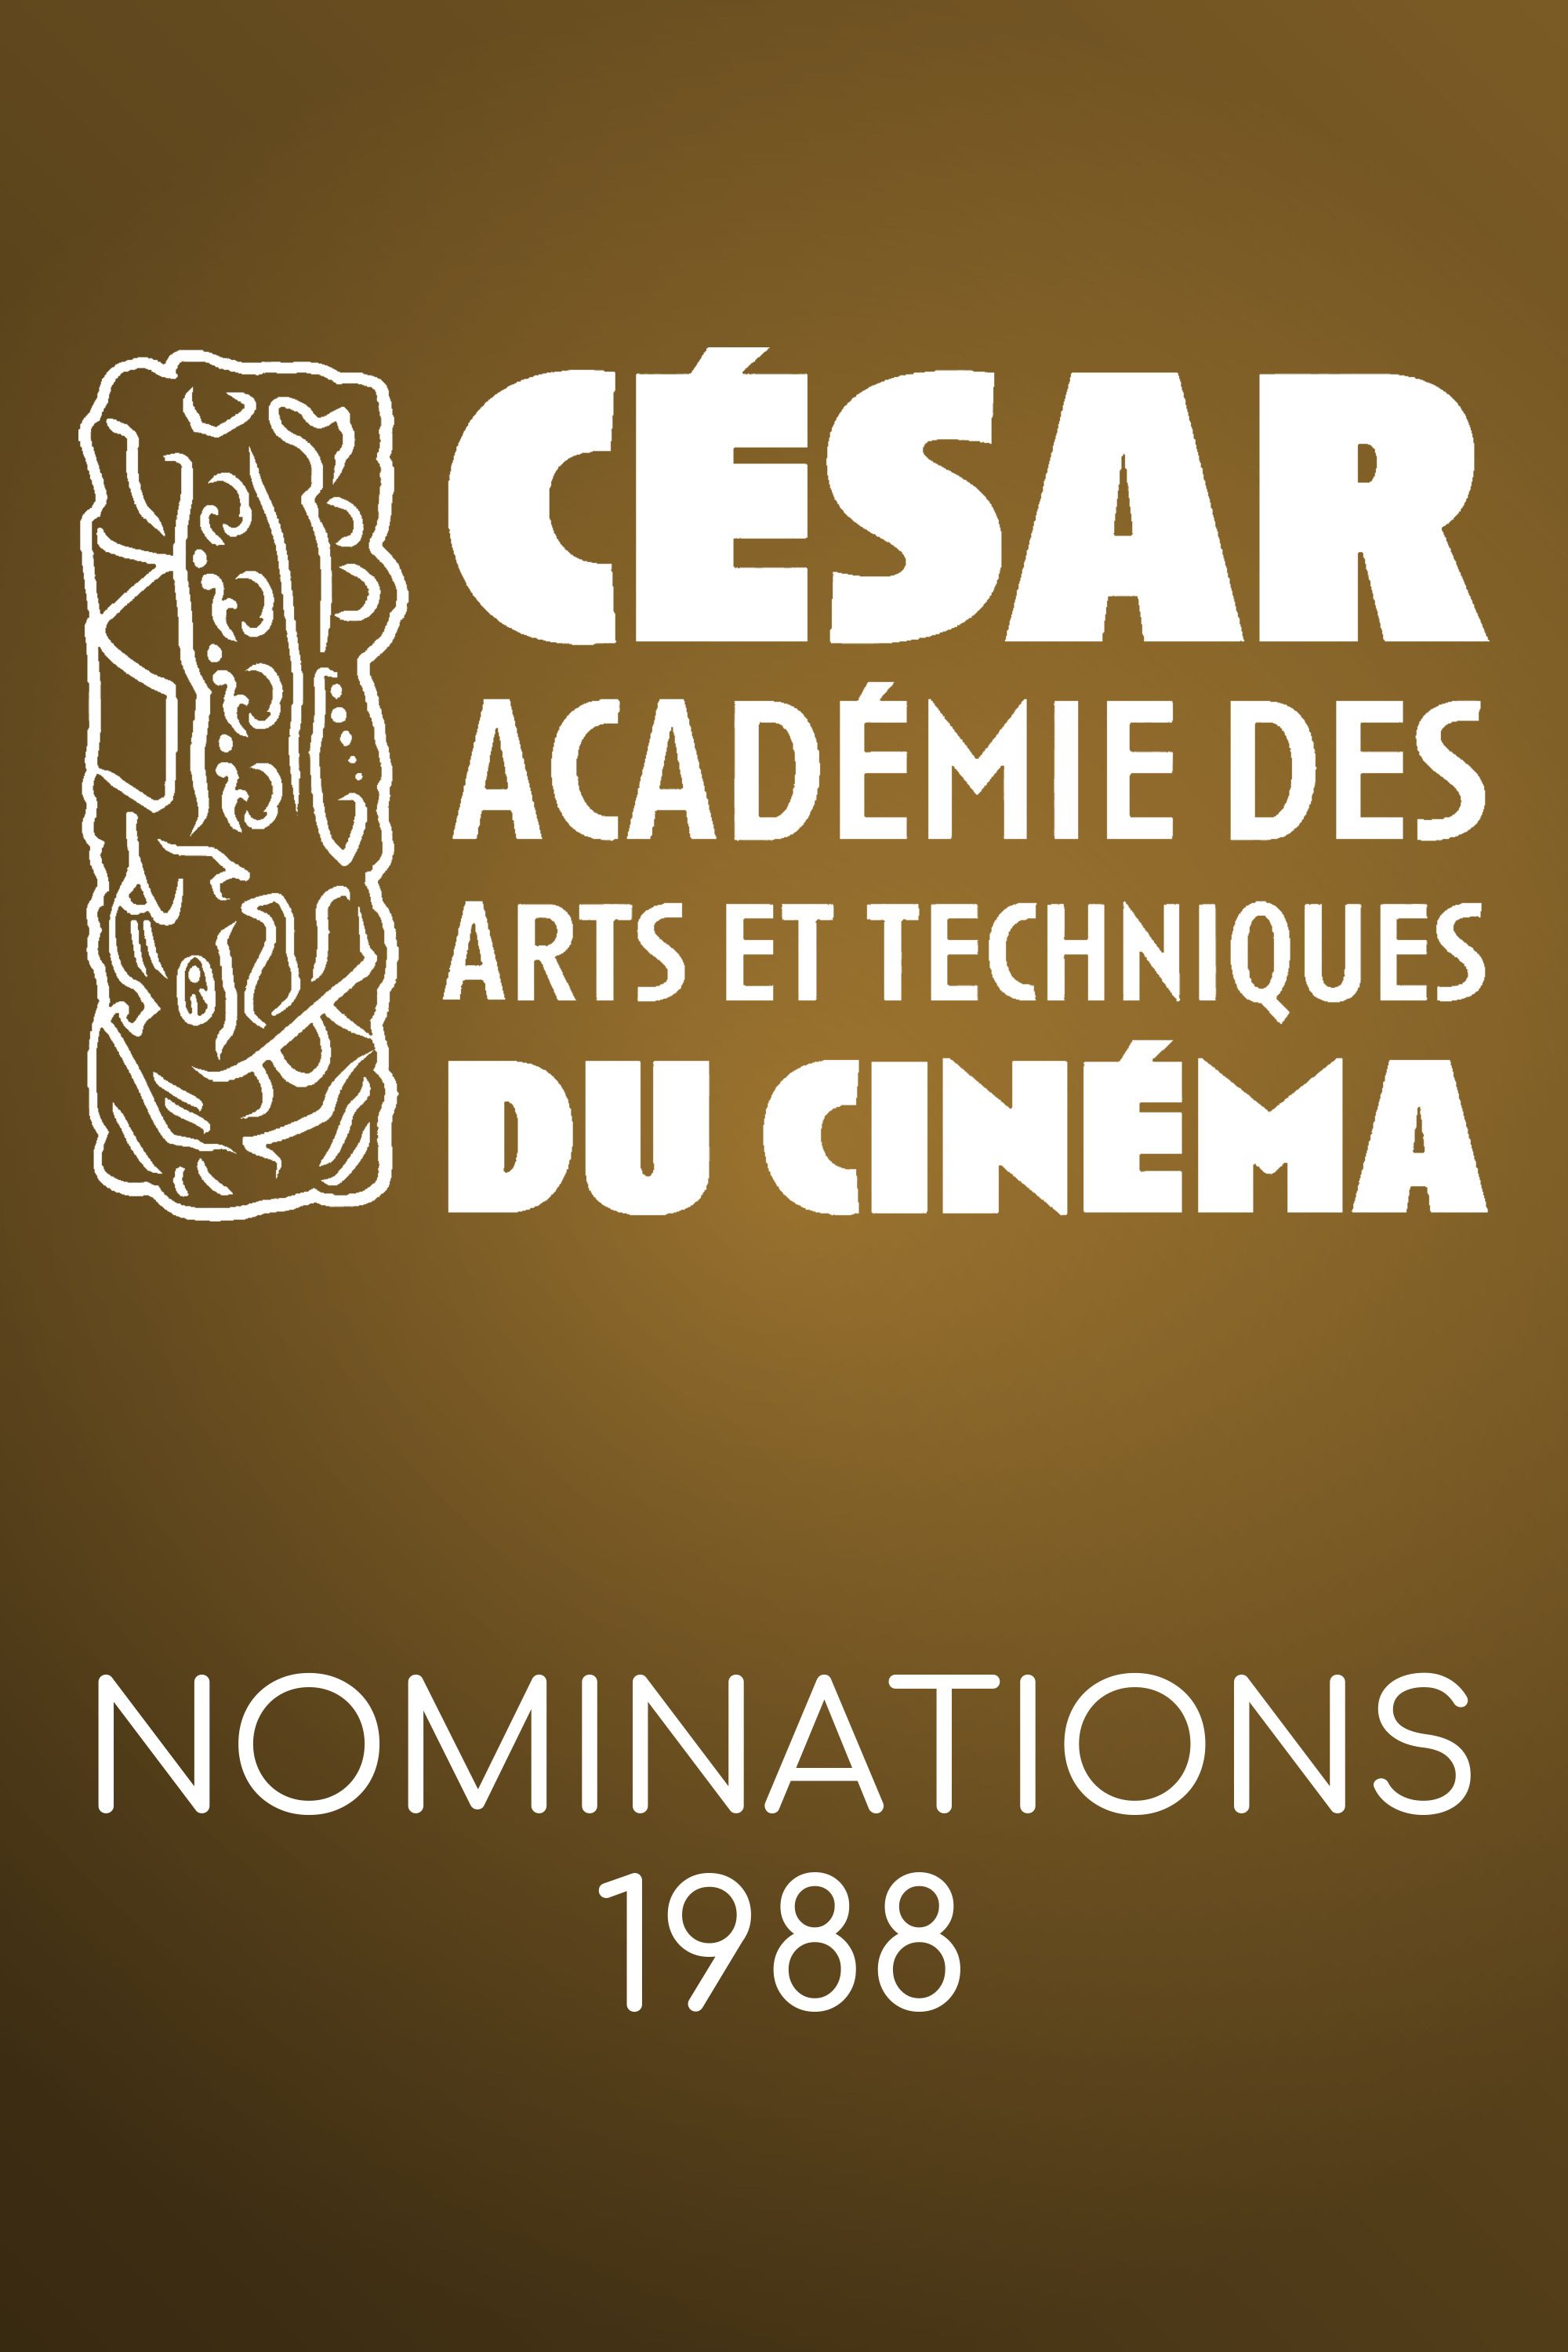 CÉSAR
ACADÉMIE DES
ARTS ET TECHNIQUES
DU CINÉMA
NOMINATIONS
1988